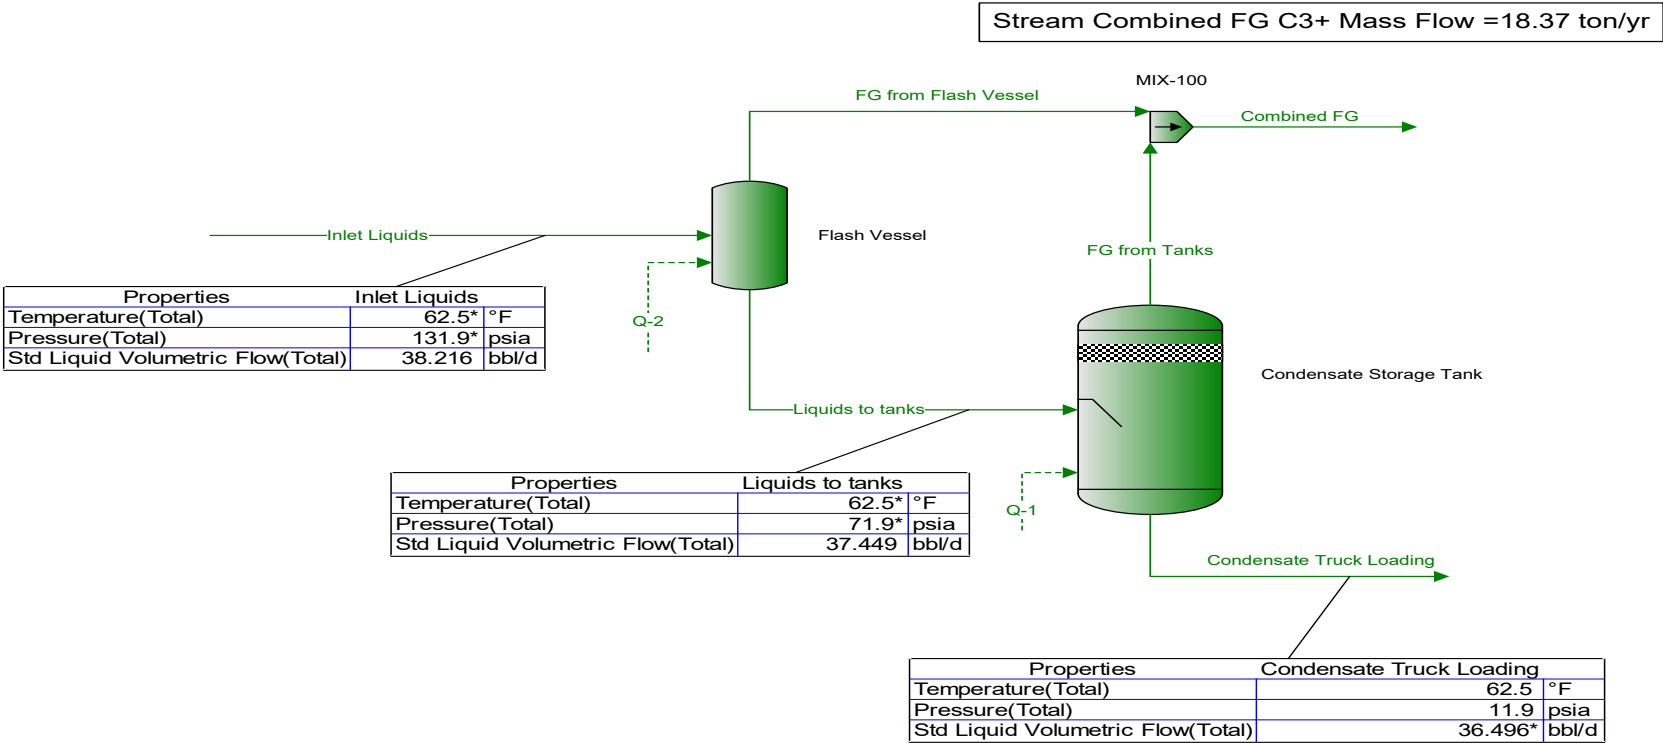 Stream Combined FG C3+ Mass Flow =18.37 ton/yr
MIX-100
FG from Flash Vessel
Combined FG
Inlet Liquids
Flash Vessel
FG from Tanks
Properties Inlet Liquids
Temperature(Total) 62.5* °F
Pressure(Total) 131.9* psia
Std Liquid Volumetric Flow(Total) 38.216 bbl/d
Q-2
Condensate Storage Tank
Liquids to tanks
Properties Liquids to tanks
Temperature(Total) 62.5* °F
Pressure(Total) 71.9* psia
Std Liquid Volumetric Flow(Total) 37.449 bbl/d
Q-1
Condensate Truck Loading
Properties Condensate Truck Loading
Temperature(Total) 62.5 °F
Pressure(Total) 11.9 psia
Std Liquid Volumetric Flow(Total) 36.496* bbl/d